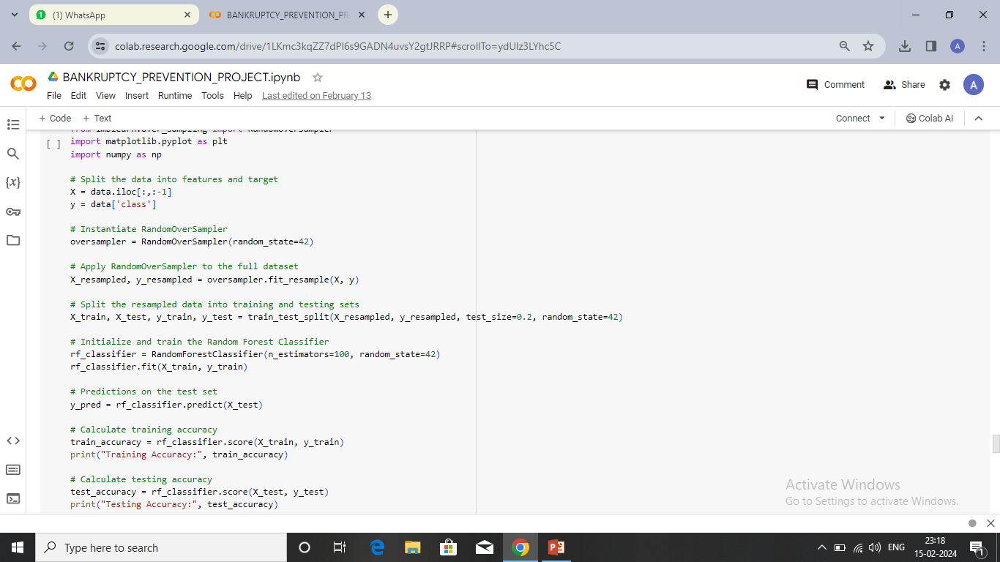 (1) WhatsApp
BANKRUPTCY_PREVENTION_PR
colab.research.google.com/drive/
BANKRUPTCY_PREVENTION_PROJECT.ipynb
Comment
Share
A
File Edit View Insert Runtime Tools Help Last edited on February 13
+ Code + Text
Connect
Colab AI
from imblearn.over_sampling import RandomOverSampler
[ ] import matplotlib.pyplot as plt
import numpy as np
# Split the data into features and target
X = data.iloc[:,:-1]
y = data['class']
# Instantiate RandomOverSampler
oversampler = RandomOverSampler(random_state=42)
# Apply RandomOverSampler to the full dataset
X_resampled, y_resampled = oversampler.fit_resample(X, y)
# Split the resampled data into training and testing sets
X_train, X_test, y_train, y_test = train_test_split(X_resampled, y_resampled, test_size=0.2, random_state=42)
# Initialize and train the Random Forest Classifier
rf_classifier = RandomForestClassifier(n_estimators=100, random_state=42)
rf_classifier.fit(X_train, y_train)
# Predictions on the test set
y_pred = rf_classifier.predict(X_test)
# Calculate training accuracy
train_accuracy = rf_classifier.score(X_train, y_train)
print("Training Accuracy:", train_accuracy)
# Calculate testing accuracy
test_accuracy = rf_classifier.score(X_test, y_test)
print("Testing Accuracy:", test_accuracy)
Activate Windows
Go to Settings to activate Windows.
Type here to search
ENG
23:18
15-02-2024
1